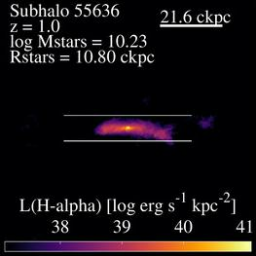 Subhalo 55636
21.6 ckpc
z = 1.0
log Mstars = 10.23
Rstars = 10.80 ckpc
L(H-alpha) [log erg s⁻¹ kpc⁻²]
38 39 40 41